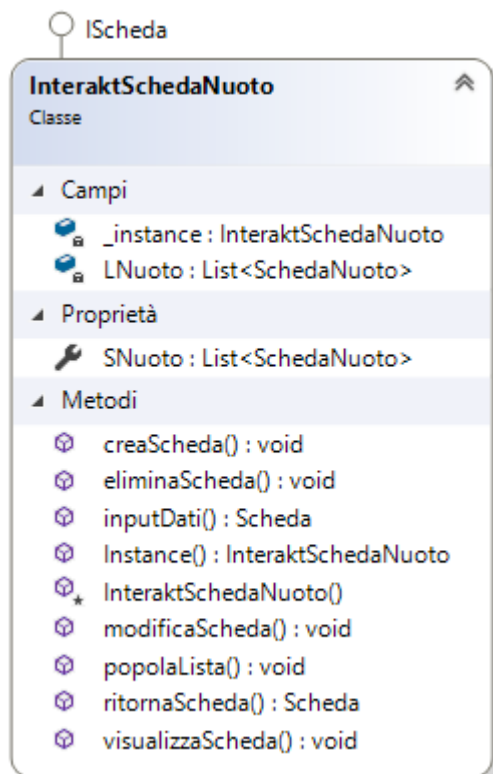 IScheda
InteraktSchedaNuoto
Classe
Campi
_instance : InteraktSchedaNuoto
LNuoto : List<SchedaNuoto>
Proprietà
SNuoto : List<SchedaNuoto>
Metodi
creaScheda() : void
eliminaScheda() : void
inputDati() : Scheda
Instance() : InteraktSchedaNuoto
InteraktSchedaNuoto()
modificaScheda() : void
popolaLista() : void
ritornaScheda() : Scheda
visualizzaScheda() : void